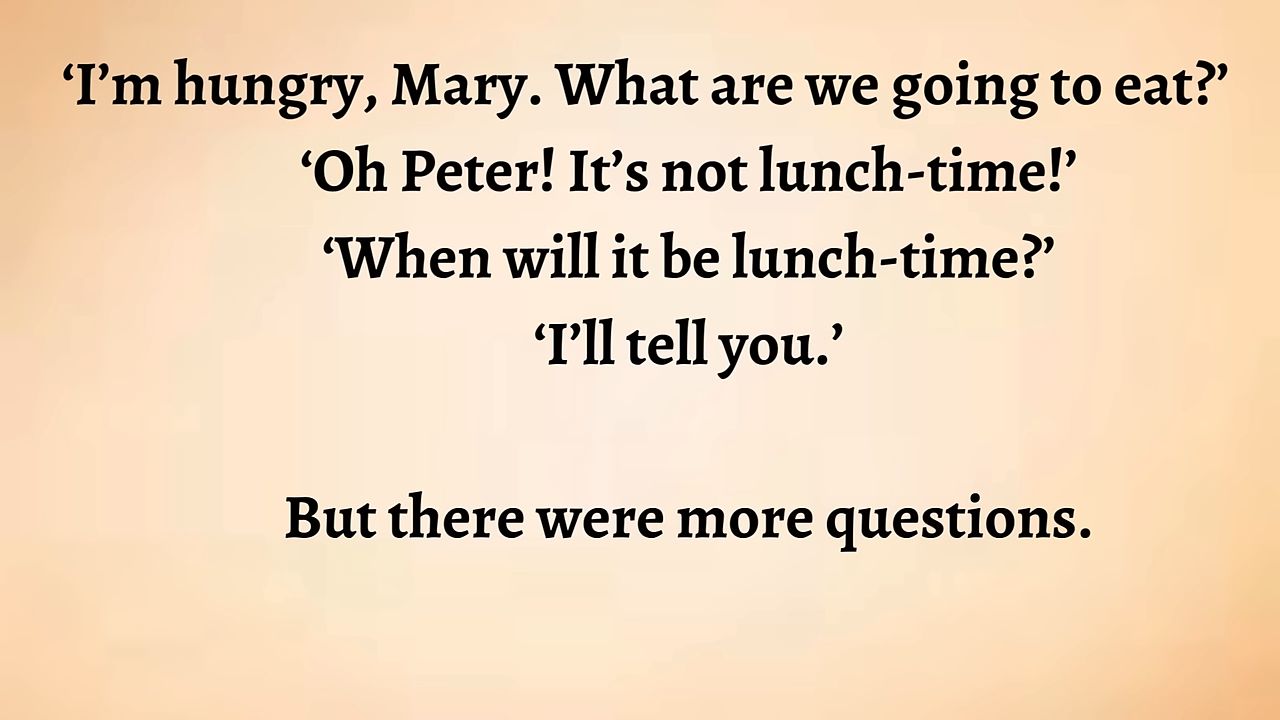 ‘I’m hungry, Mary. What are we going to eat?’
‘Oh Peter! It’s not lunch-time!’
‘When will it be lunch-time?’
‘I’ll tell you.’
But there were more questions.